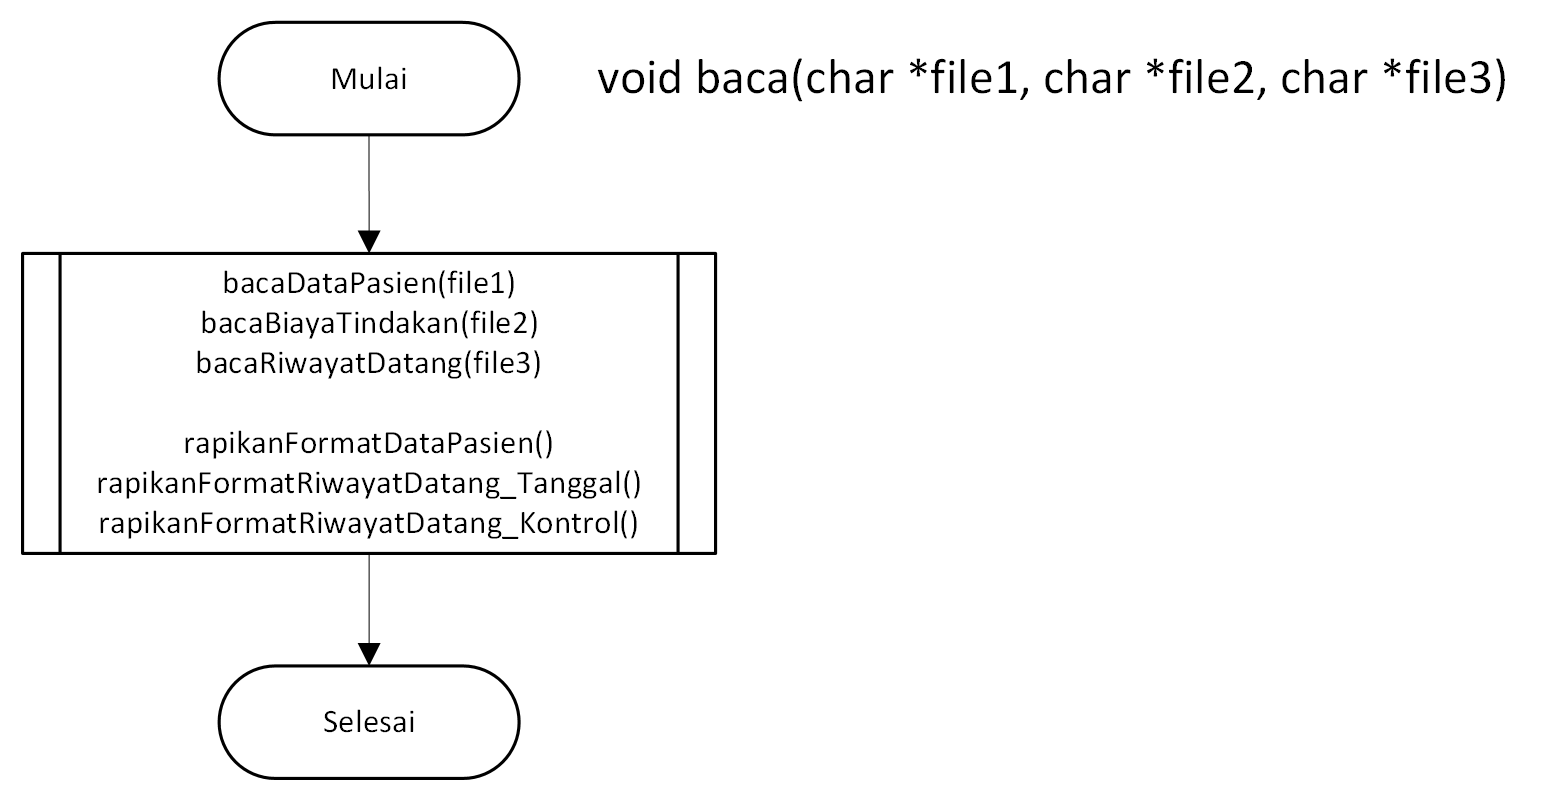 Mulai
void baca(char *file1, char *file2, char *file3)
bacaDataPasien(file1)
bacaBiayaTindakan(file2)
bacaRiwayatDatang(file3)
rapikanFormatDataPasien()
rapikanFormatRiwayatDatang_Tanggal()
rapikanFormatRiwayatDatang_Kontrol()
Selesai